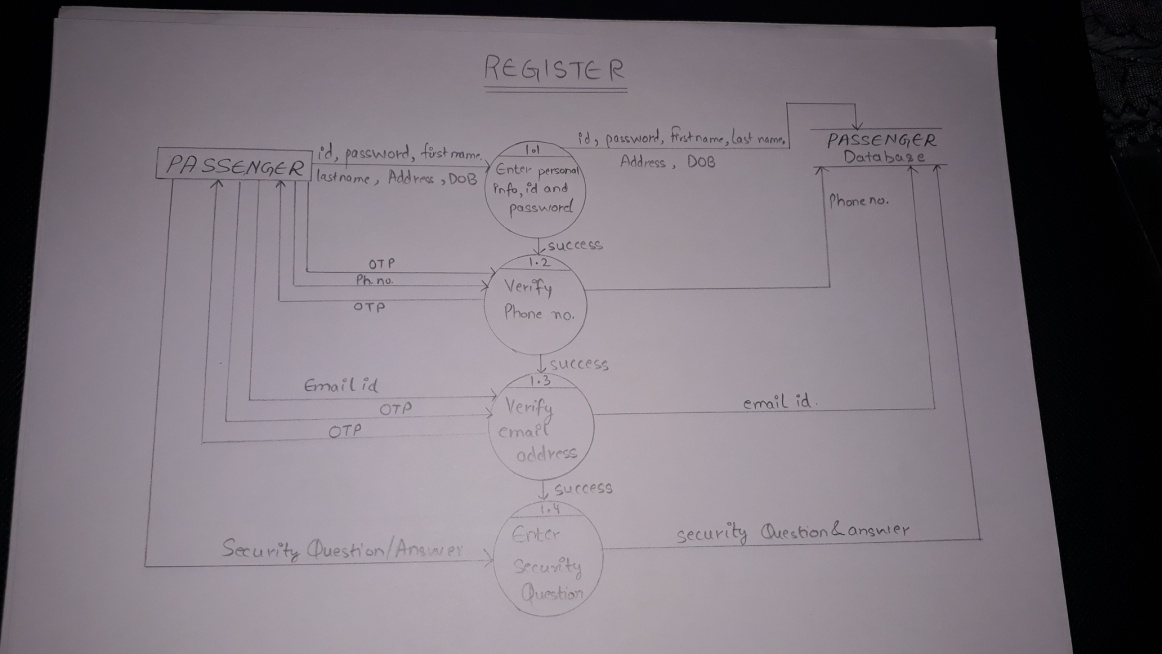 REGISTER
id, password, first name,
last name, Address, DOB
PASSENGER
1.1
Enter personal
info, id and
password
id, password, first name, last name,
Address, DOB
PASSENGER
Database
Phone no.
success
OTP
Ph. no.
OTP
1.2
Verify
Phone no.
success
Email id
OTP
OTP
1.3
Verify
email
address
email id.
success
Security Question/Answer
1.4
Enter
Security
Question
security Question & answer